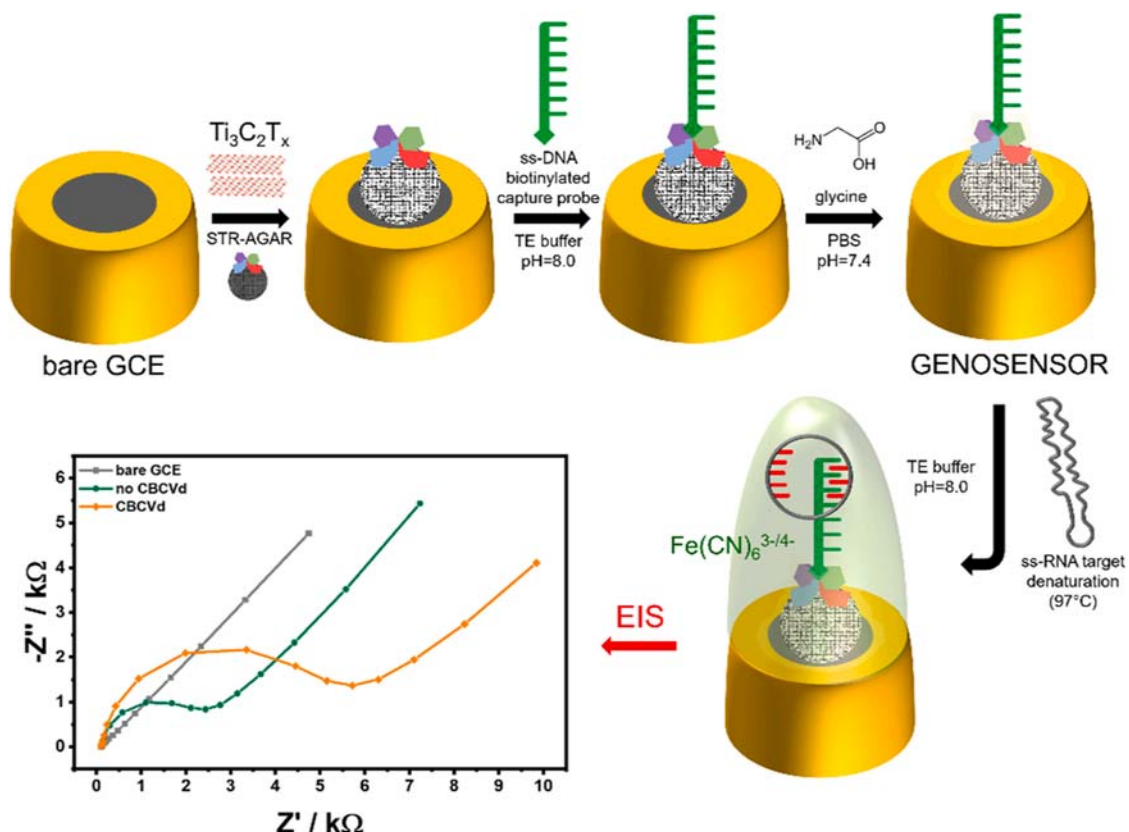 Ti₃C₂Tₓ
STR-AGAR
ss-DNA
biotinylated
capture probe
TE buffer
pH=8.0
H₂N
O
OH
glycine
PBS
pH=7.4
bare GCE
GENOSENSOR
TE buffer
pH=8.0
ss-RNA target
denaturation
(97°C)
Fe(CN)₆³⁻/⁴⁻
EIS
bare GCE
no CBCVd
CBCVd
-Z'' / kΩ
6
5
4
3
2
1
0
0 1 2 3 4 5 6 7 8 9 10
Z' / kΩ